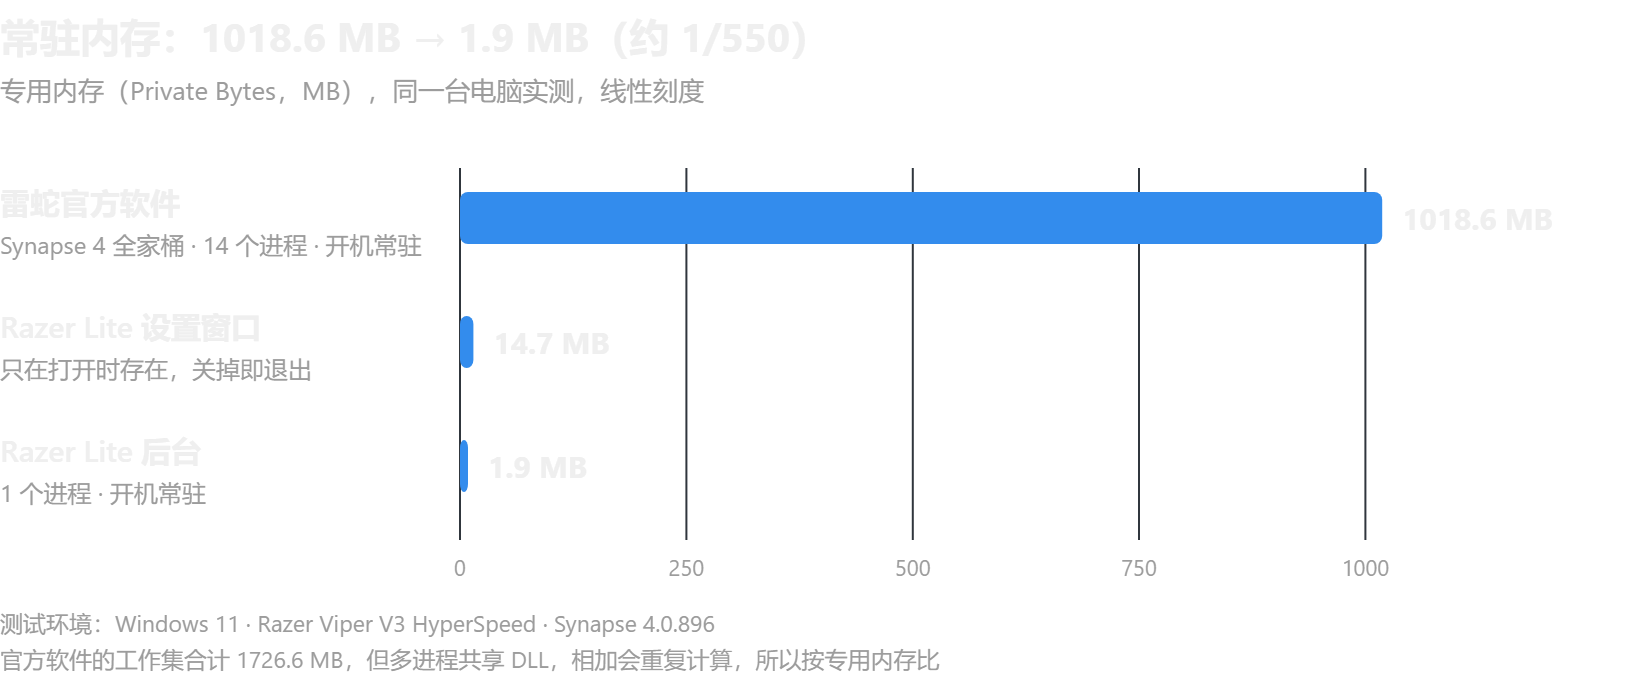 常驻内存：1018.6 MB → 1.9 MB（约 1/550）
专用内存（Private Bytes，MB），同一台电脑实测，线性刻度
雷蛇官方软件
Synapse 4 全家桶 · 14 个进程 · 开机常驻
1018.6 MB
Razer Lite 设置窗口
只在打开时存在，关掉即退出
14.7 MB
Razer Lite 后台
1 个进程 · 开机常驻
1.9 MB
0 250 500 750 1000
测试环境：Windows 11 · Razer Viper V3 HyperSpeed · Synapse 4.0.896
官方软件的工作集合计 1726.6 MB，但多进程共享 DLL，相加会重复计算，所以按专用内存比